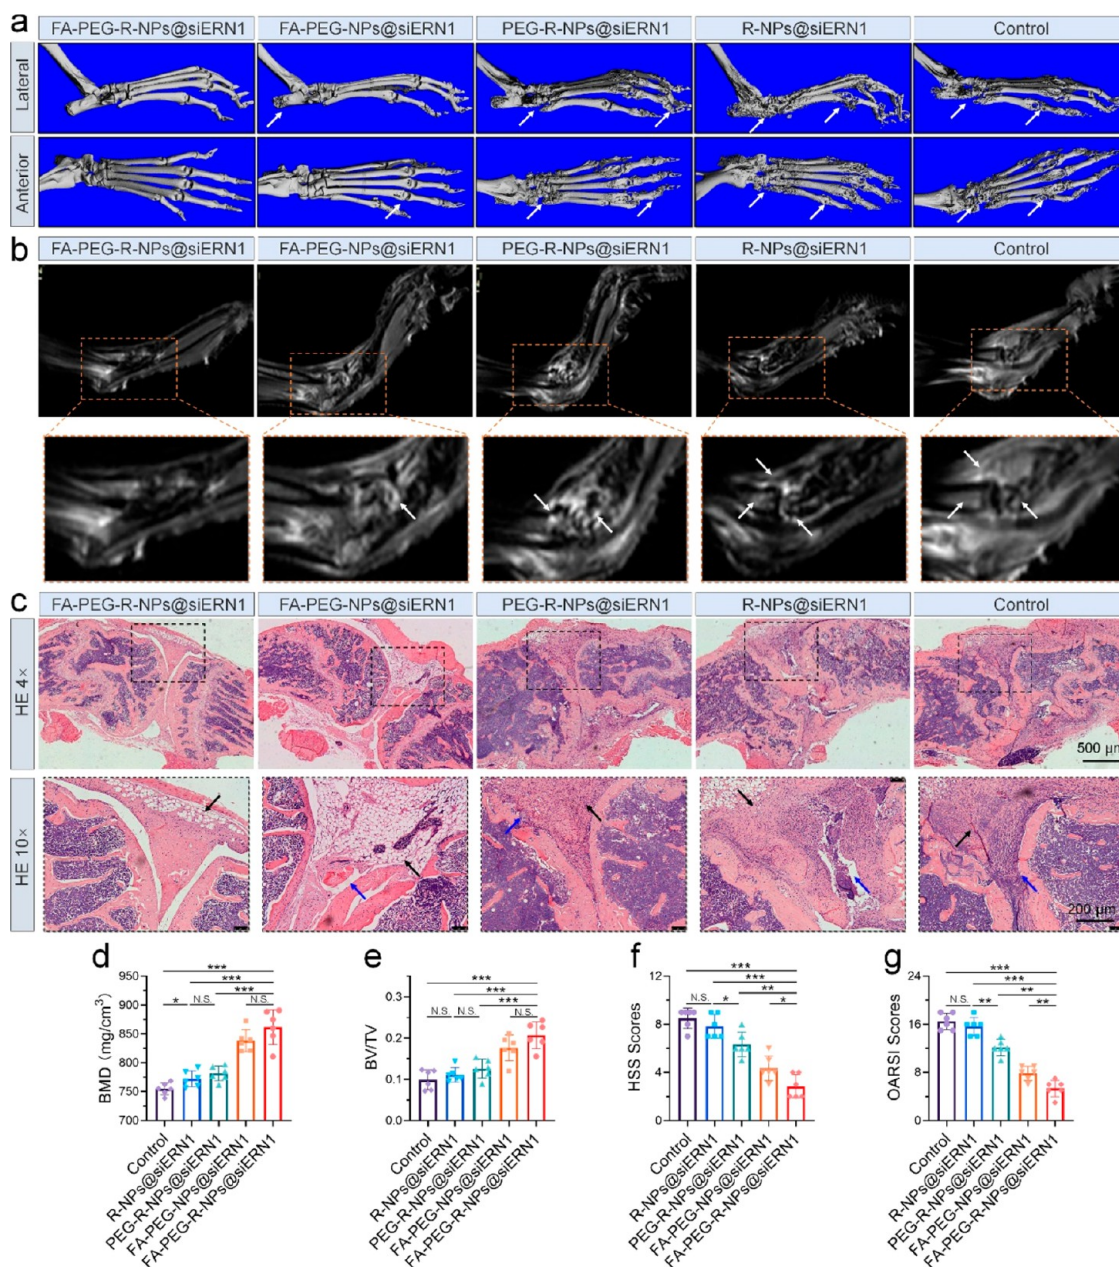 a
FA-PEG-R-NPs@siERN1 FA-PEG-NPs@siERN1 PEG-R-NPs@siERN1 R-NPs@siERN1 Control
Lateral
Anterior
b
FA-PEG-R-NPs@siERN1 FA-PEG-NPs@siERN1 PEG-R-NPs@siERN1 R-NPs@siERN1 Control
c
FA-PEG-R-NPs@siERN1 FA-PEG-NPs@siERN1 PEG-R-NPs@siERN1 R-NPs@siERN1 Control
HE 4×
500 µm
HE 10×
200 µm
d
BMD (mg/cm³)
950
900
850
800
750
700
***
***
***
* N.S. N.S.
Control
R-NPs@siERN1
PEG-R-NPs@siERN1
FA-PEG-NPs@siERN1
FA-PEG-R-NPs@siERN1
e
BV/TV
0.3
0.2
0.1
0.0
***
***
***
N.S. N.S. N.S.
Control
R-NPs@siERN1
PEG-R-NPs@siERN1
FA-PEG-NPs@siERN1
FA-PEG-R-NPs@siERN1
f
HSS Scores
12
8
4
0
***
***
**
N.S. * *
Control
R-NPs@siERN1
PEG-R-NPs@siERN1
FA-PEG-NPs@siERN1
FA-PEG-R-NPs@siERN1
g
OARSI Scores
24
16
8
0
***
***
**
N.S. ** **
Control
R-NPs@siERN1
PEG-R-NPs@siERN1
FA-PEG-NPs@siERN1
FA-PEG-R-NPs@siERN1